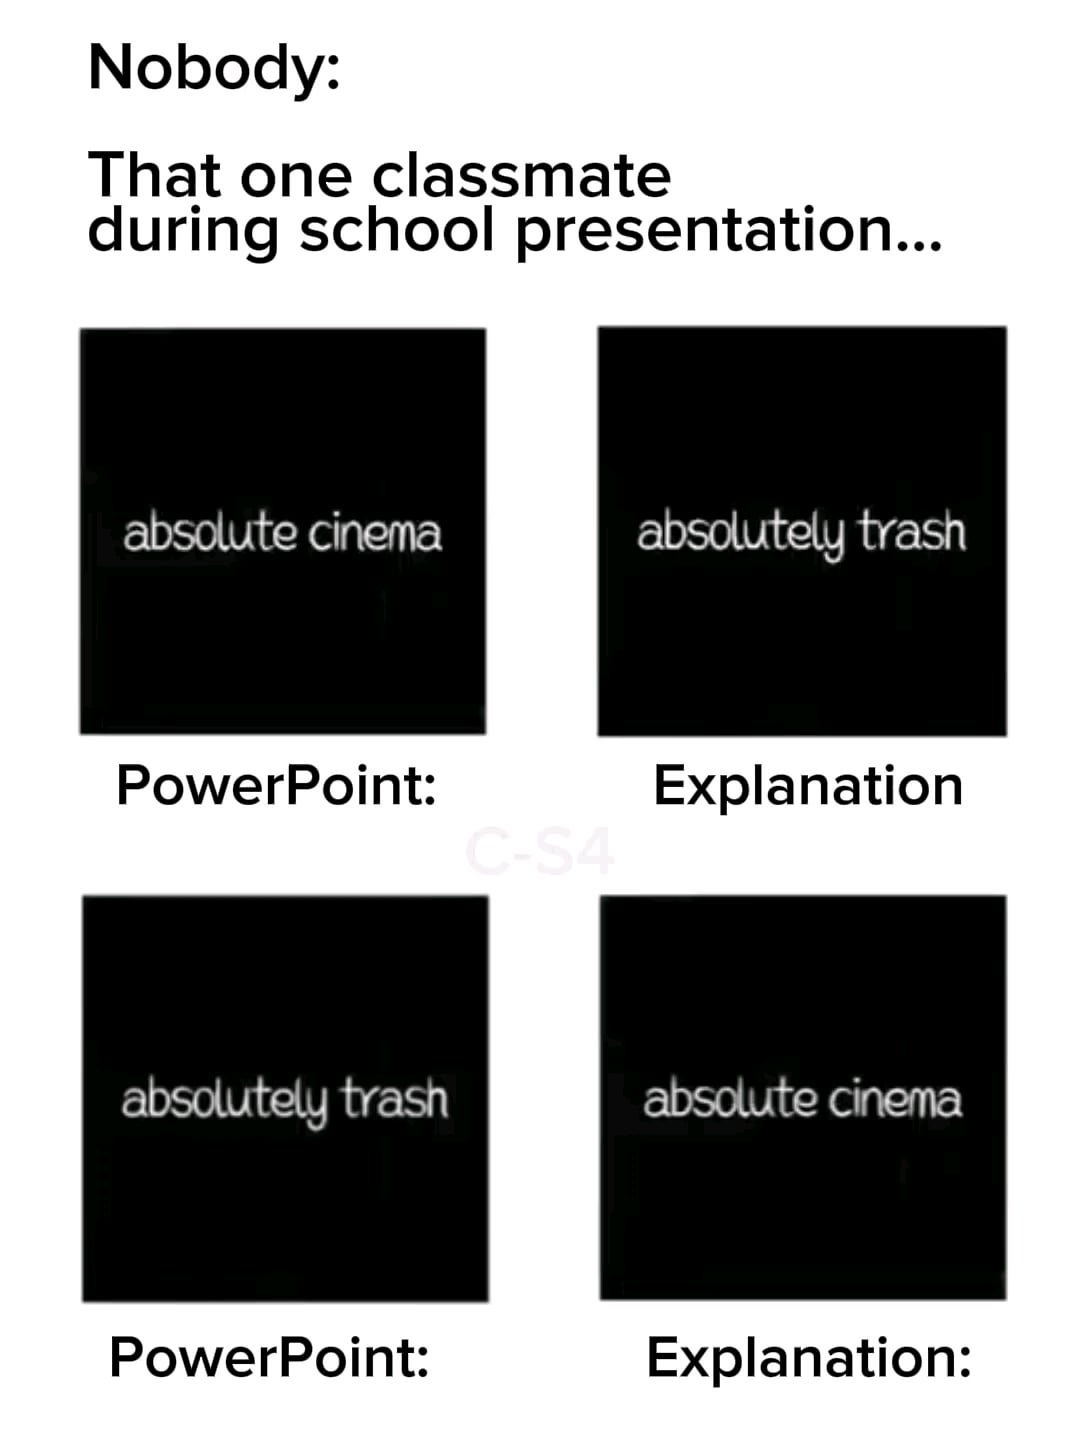 Nobody:
That one classmate
during school presentation...
absolute cinema
absolutely trash
PowerPoint:
Explanation
C-S4
absolutely trash
absolute cinema
PowerPoint:
Explanation: